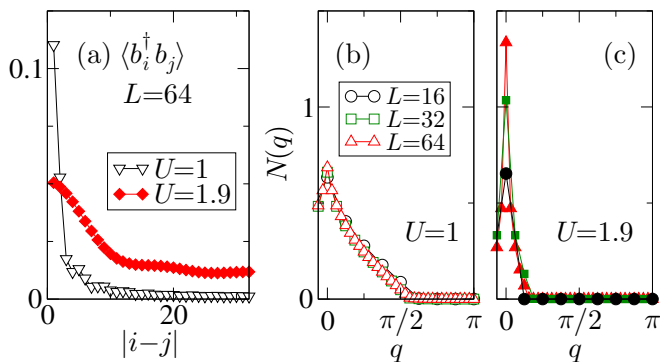 (a) ⟨b_i^† b_j⟩
L=64
0.1
0
U=1
U=1.9
0 20
|i−j|
(b)
N(q)
1
0
L=16
L=32
L=64
U=1
0 π/2 π
q
(c)
U=1.9
0 π/2 π
q